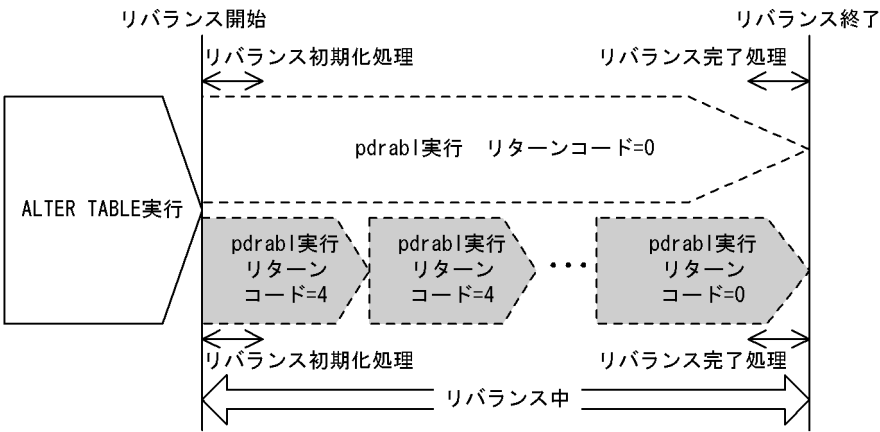 リバランス開始
リバランス終了
リバランス初期化処理
リバランス完了処理
pdrabl実行　リターンコード=0
ALTER TABLE実行
pdrabl実行
リターン
コード=4
pdrabl実行
リターン
コード=4
・・・
pdrabl実行
リターン
コード=0
リバランス初期化処理
リバランス完了処理
リバランス中